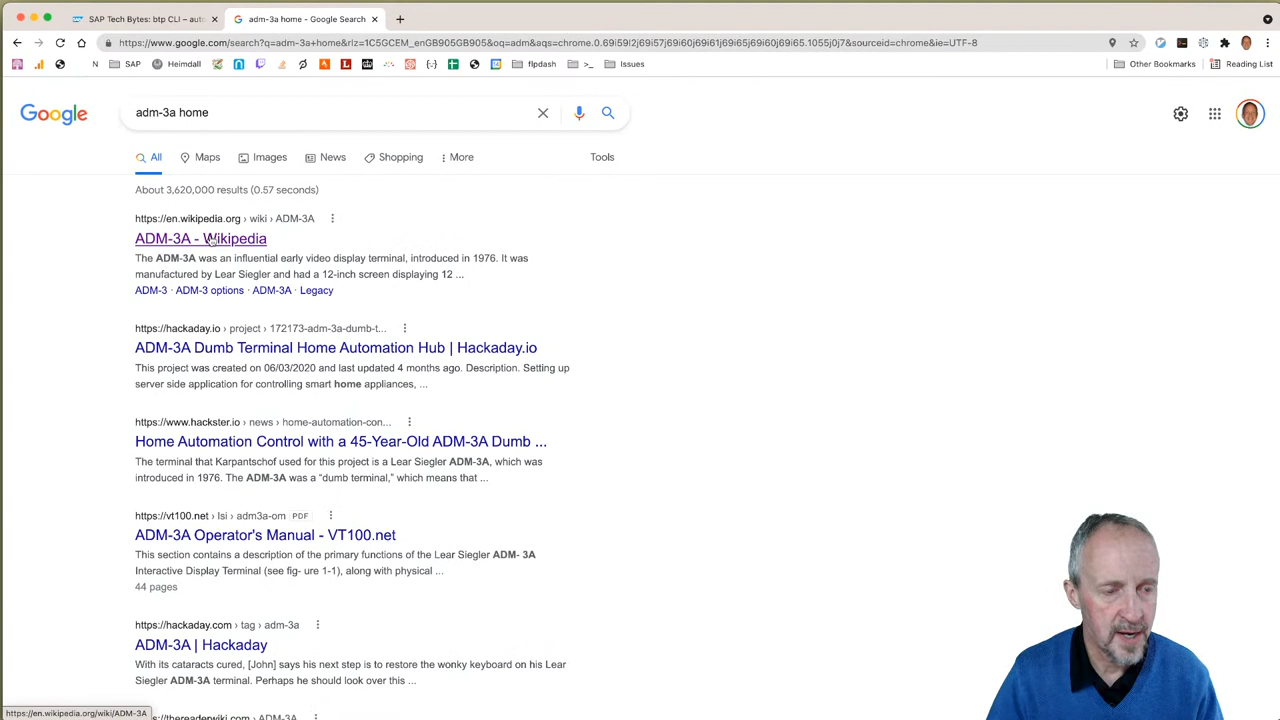 SAP Tech Bytes: btp CLI – auto
adm-3a home - Google Search
https://www.google.com/search?q=adm-3a+home&rlz=1C5GCEM_enGB905GB905&oq=adm&aqs=chrome.0.69i59l2j69i57j69i60j69i61j69i65j69i60j69i65.1055j0j7&sourceid=chrome&ie=UTF-8
N
SAP
Heimdall
flpdash
>_
Issues
Other Bookmarks
Reading List
Google
adm-3a home
All
Maps
Images
News
Shopping
More
Tools
About 3,620,000 results (0.57 seconds)
https://en.wikipedia.org › wiki › ADM-3A
ADM-3A - Wikipedia
The ADM-3A was an influential early video display terminal, introduced in 1976. It was
manufactured by Lear Siegler and had a 12-inch screen displaying 12 ...
ADM-3 · ADM-3 options · ADM-3A · Legacy
https://hackaday.io › project › 172173-adm-3a-dumb-t...
ADM-3A Dumb Terminal Home Automation Hub | Hackaday.io
This project was created on 06/03/2020 and last updated 4 months ago. Description. Setting up
server side application for controlling smart home appliances, ...
https://www.hackster.io › news › home-automation-con...
Home Automation Control with a 45-Year-Old ADM-3A Dumb ...
The terminal that Karpantschof used for this project is a Lear Siegler ADM-3A, which was
introduced in 1976. The ADM-3A was a “dumb terminal,” which means that ...
https://vt100.net › lsi › adm3a-om PDF
ADM-3A Operator's Manual - VT100.net
This section contains a description of the primary functions of the Lear Siegler ADM- 3A
Interactive Display Terminal (see fig- ure 1-1), along with physical ...
44 pages
https://hackaday.com › tag › adm-3a
ADM-3A | Hackaday
With its cataracts cured, [John] says his next step is to restore the wonky keyboard on his Lear
Siegler ADM-3A terminal. Perhaps he should look over this ...
https://thereaderwiki.com › ADM-3A
https://en.wikipedia.org/wiki/ADM-3A